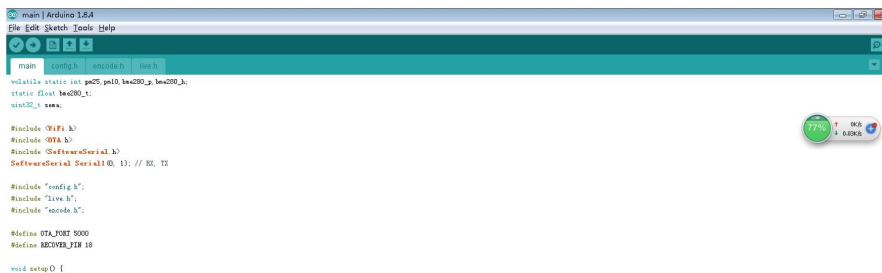 main | Arduino 1.8.4
File Edit Sketch Tools Help
main config.h encode.h live.h
volatile static int pm25,pm10,bme280_p,bme280_h;
static float bme280_t;
uint32_t sema;
#include <WiFi.h>
#include <OTA.h>
#include <SoftwareSerial.h>
SoftwareSerial Serial1(0, 1); // RX, TX
#include "config.h";
#include "live.h";
#include "encode.h";
#define OTA_PORT 5000
#define RECOVER_PIN 18
void setup() {
77%
0K/s
0.03K/s